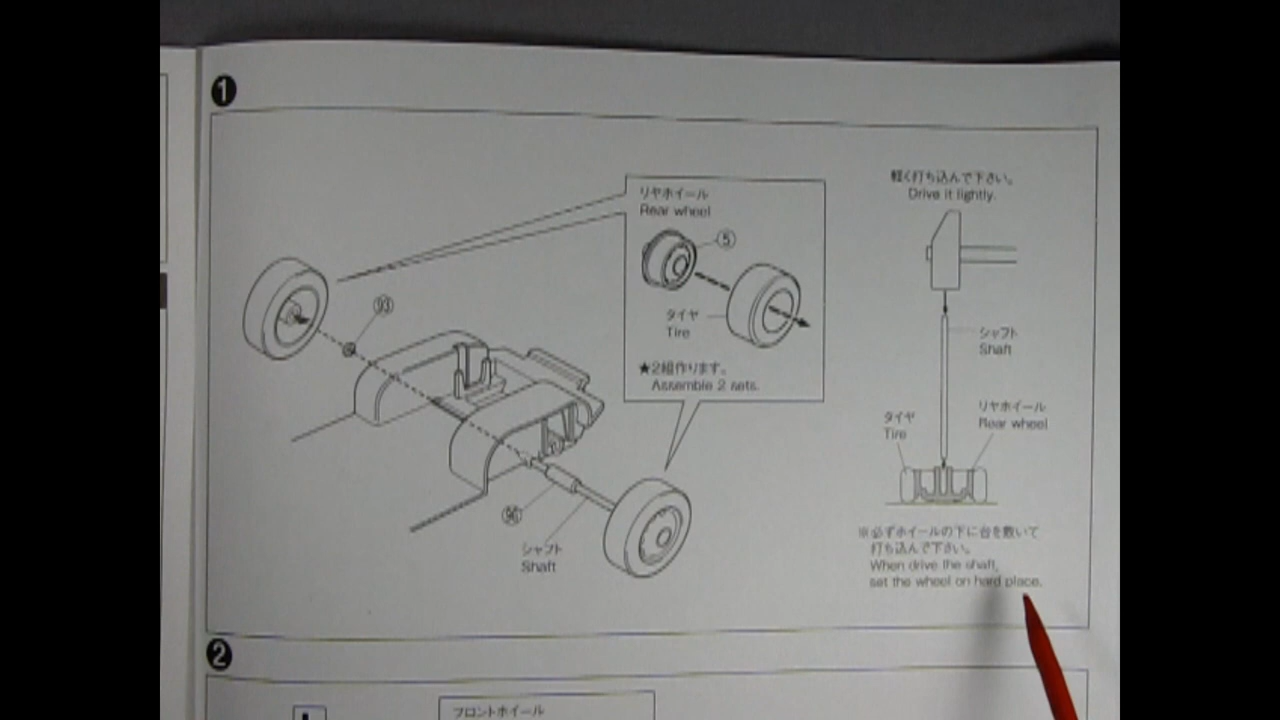 1
リヤホイール
Rear wheel
5
タイヤ
Tire
★2組作ります。
Assemble 2 sets.
93
96
シャフト
Shaft
軽く打ち込んで下さい。
Drive it lightly.
シャフト
Shaft
タイヤ
Tire
リヤホイール
Rear wheel
※必ずホイールの下に台を敷いて
打ち込んで下さい。
When drive the shaft,
set the wheel on hard place.
2
フロントホイール